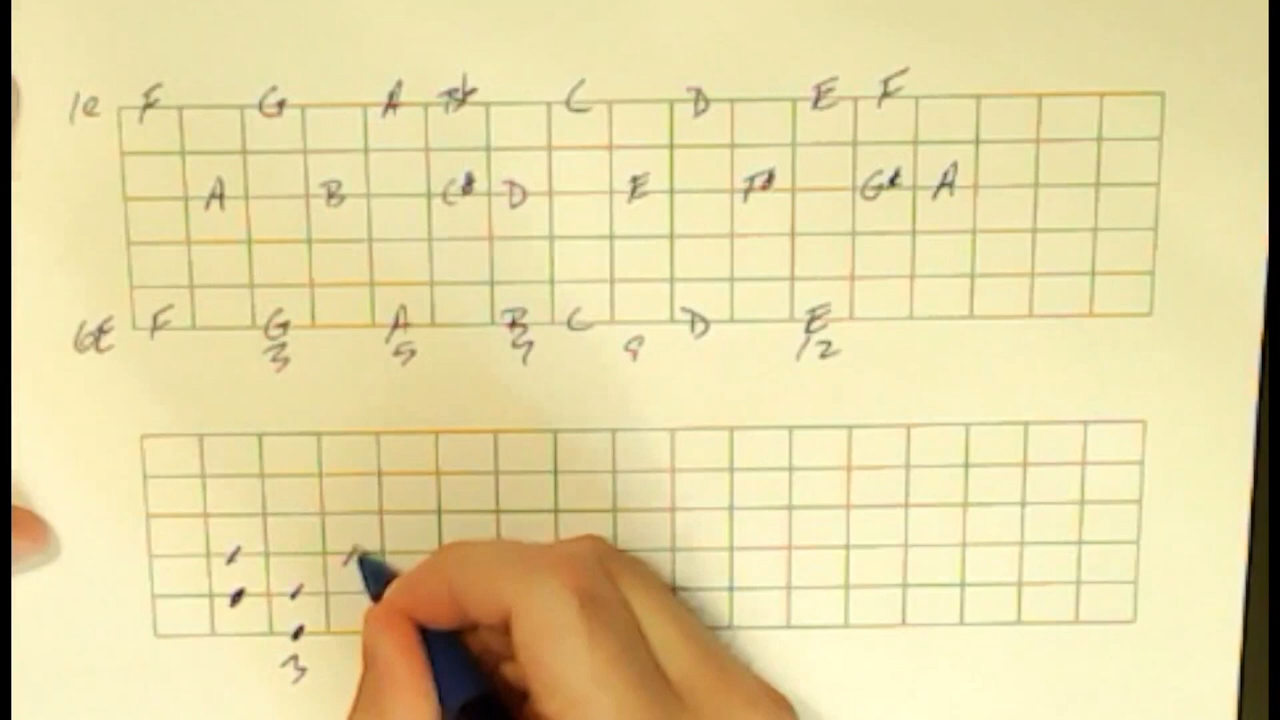 1e F G A C D E F
A B C# D E F# G# A
6E F G A B C D E
3 5 7 9 12
3